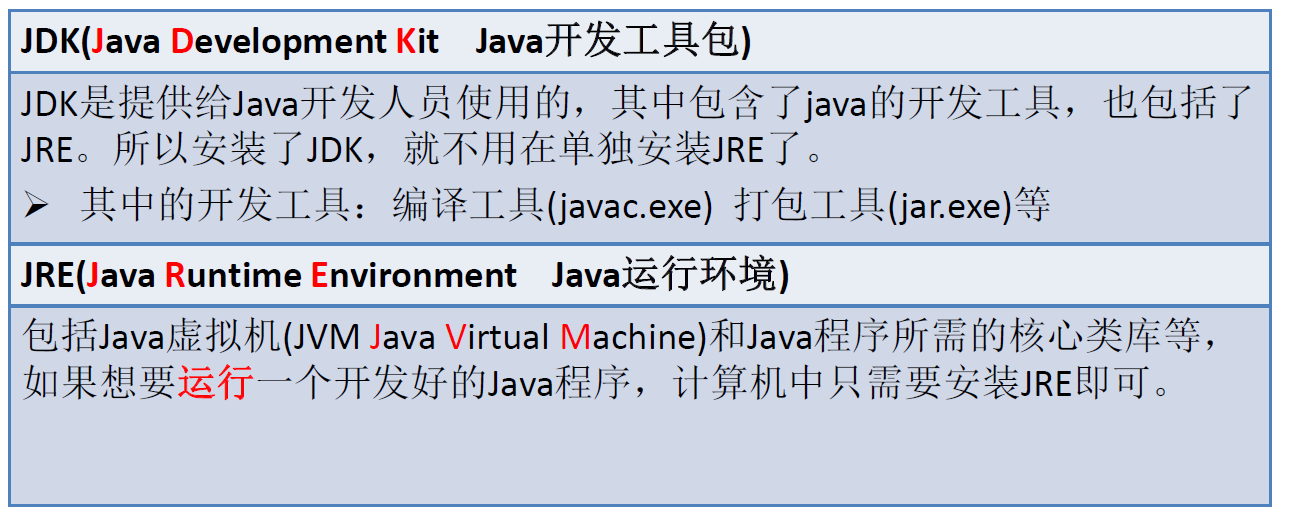 JDK(Java Development Kit Java开发工具包)
JDK是提供给Java开发人员使用的，其中包含了java的开发工具，也包括了
JRE。所以安装了JDK，就不用在单独安装JRE了。
➢ 其中的开发工具：编译工具(javac.exe) 打包工具(jar.exe)等
JRE(Java Runtime Environment Java运行环境)
包括Java虚拟机(JVM Java Virtual Machine)和Java程序所需的核心类库等，
如果想要运行一个开发好的Java程序，计算机中只需要安装JRE即可。